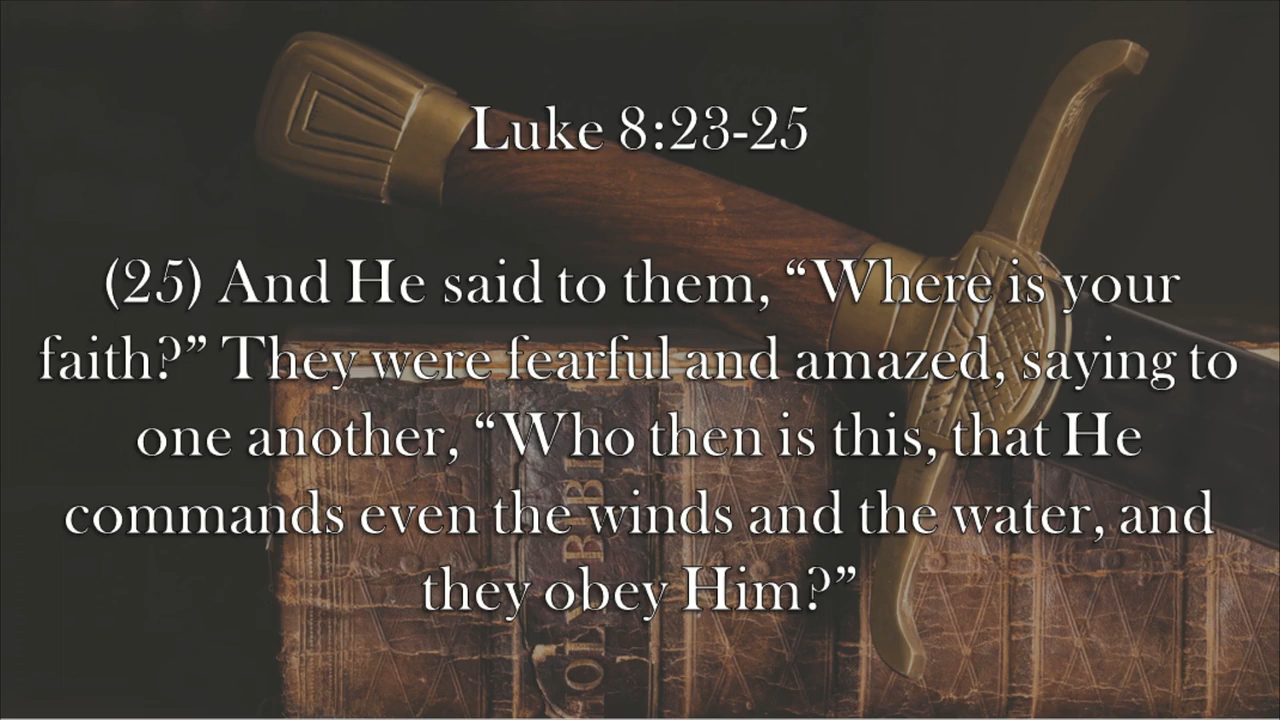 Luke 8:23-25
(25) And He said to them, “Where is your
faith?” They were fearful and amazed, saying to
one another, “Who then is this, that He
commands even the winds and the water, and
they obey Him?”
HOLY BIBL